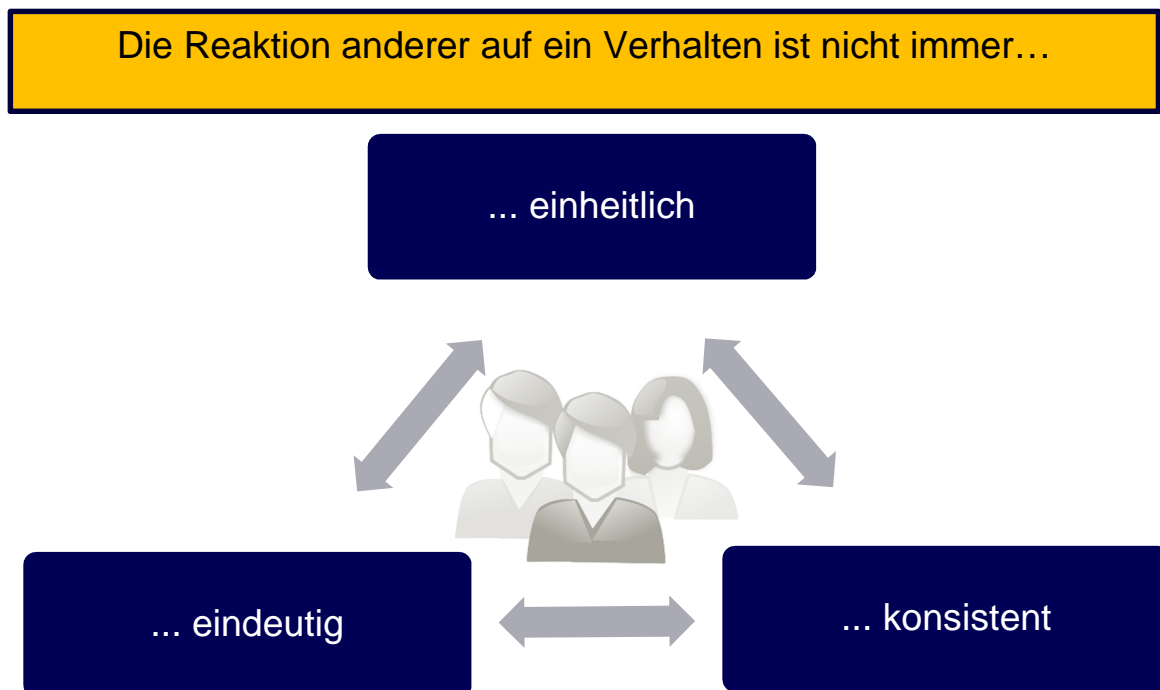 Die Reaktion anderer auf ein Verhalten ist nicht immer…
... einheitlich
... eindeutig
... konsistent